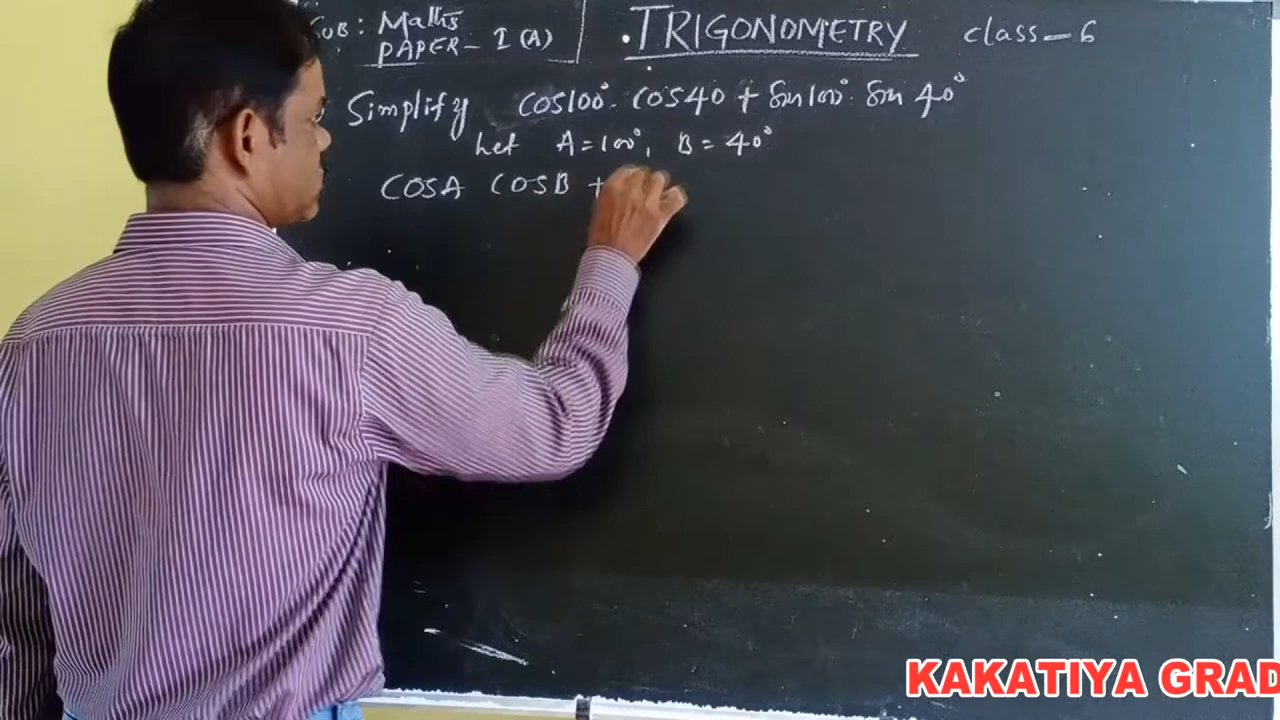 SUB: Maths
PAPER - I (A)
TRIGONOMETRY class - 6
Simplify Cos100°. Cos40 + Sin100°. Sin 40°
Let A = 100°, B = 40°
COSA COSB +
KAKATIYA GRAD